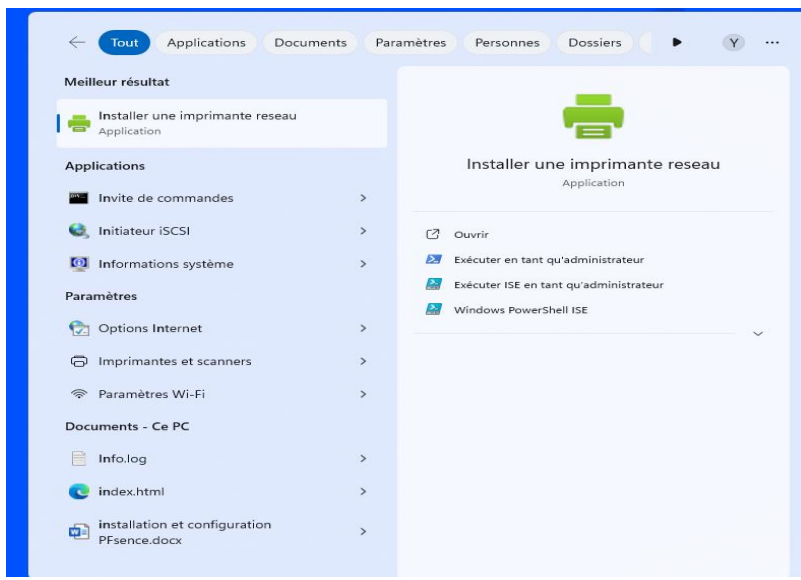 Tout
Applications
Documents
Paramètres
Personnes
Dossiers
Y
Meilleur résultat
Installer une imprimante reseau
Application
Applications
Invite de commandes
Initiateur iSCSI
Informations système
Paramètres
Options Internet
Imprimantes et scanners
Paramètres Wi-Fi
Documents - Ce PC
Info.log
index.html
installation et configuration
PFsence.docx
Installer une imprimante reseau
Application
Ouvrir
Exécuter en tant qu'administrateur
Exécuter ISE en tant qu'administrateur
Windows PowerShell ISE